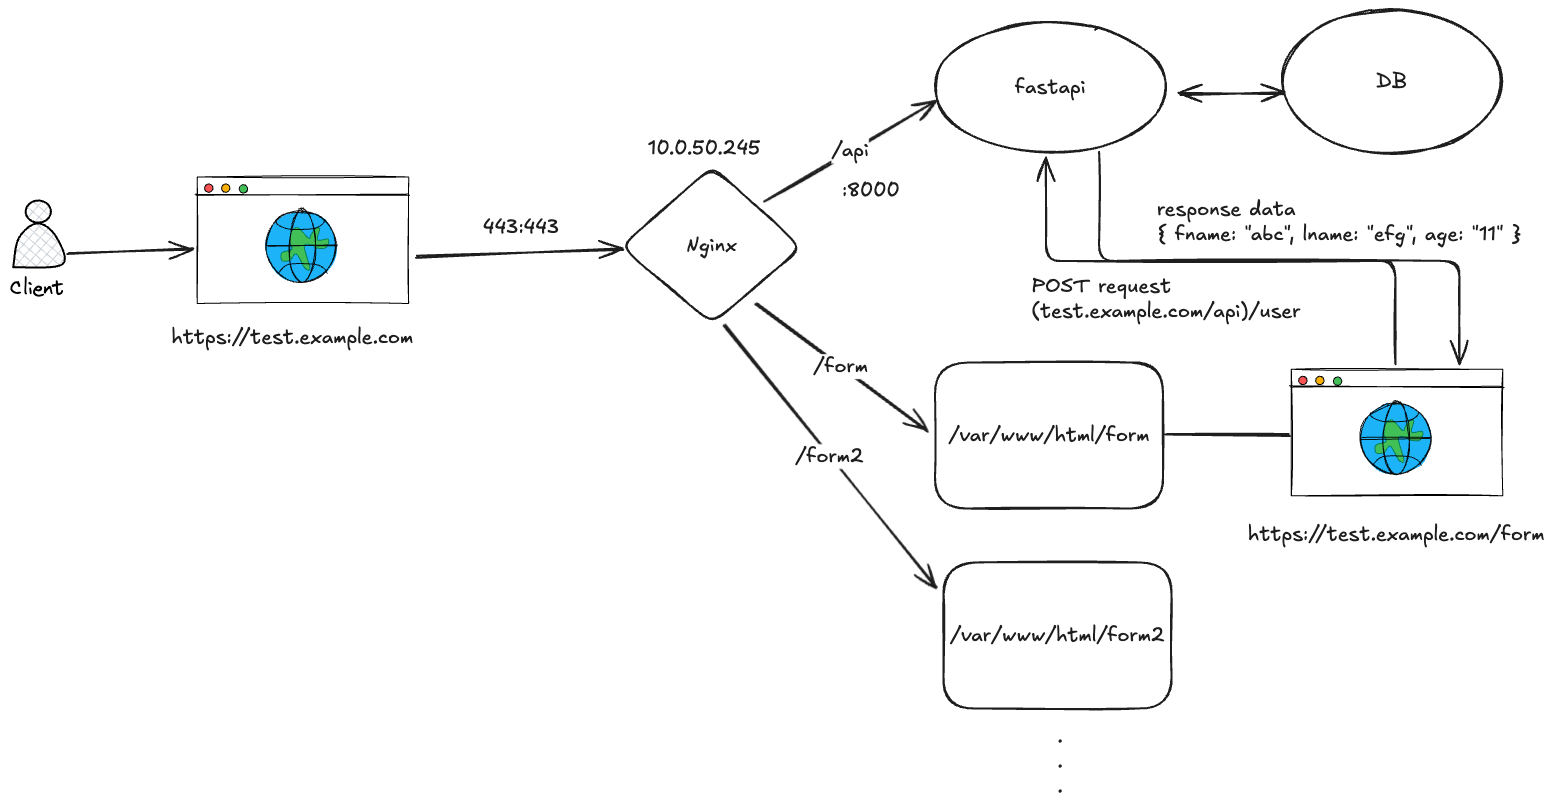 Client
https://test.example.com
443:443
10.0.50.245
Nginx
/api
:8000
fastapi
DB
response data
{ fname: "abc", lname: "efg", age: "11" }
POST request
(test.example.com/api)/user
/form
/var/www/html/form
https://test.example.com/form
/form2
/var/www/html/form2